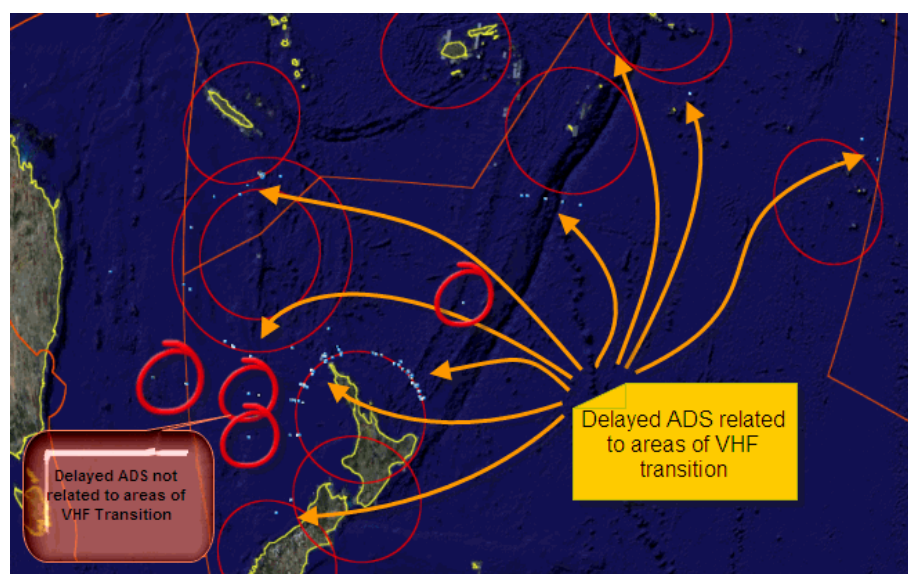 Delayed ADS related
to areas of VHF
transition
Delayed ADS not
related to areas of
VHF Transition